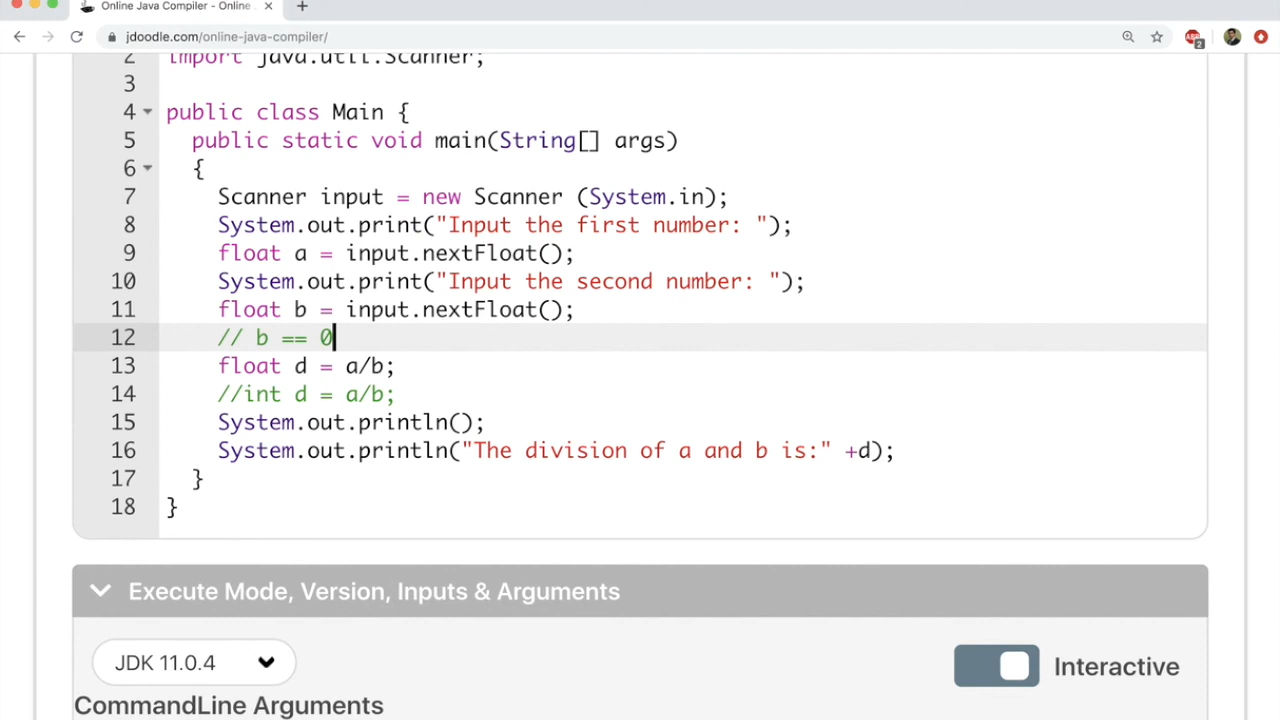 Online Java Compiler - Online
jdoodle.com/online-java-compiler/
2
2 import java.util.Scanner;
3
4 public class Main {
5 public static void main(String[] args)
6 {
7 Scanner input = new Scanner (System.in);
8 System.out.print("Input the first number: ");
9 float a = input.nextFloat();
10 System.out.print("Input the second number: ");
11 float b = input.nextFloat();
12 // b == 0
13 float d = a/b;
14 //int d = a/b;
15 System.out.println();
16 System.out.println("The division of a and b is:" +d);
17 }
18 }
Execute Mode, Version, Inputs & Arguments
JDK 11.0.4
Interactive
CommandLine Arguments